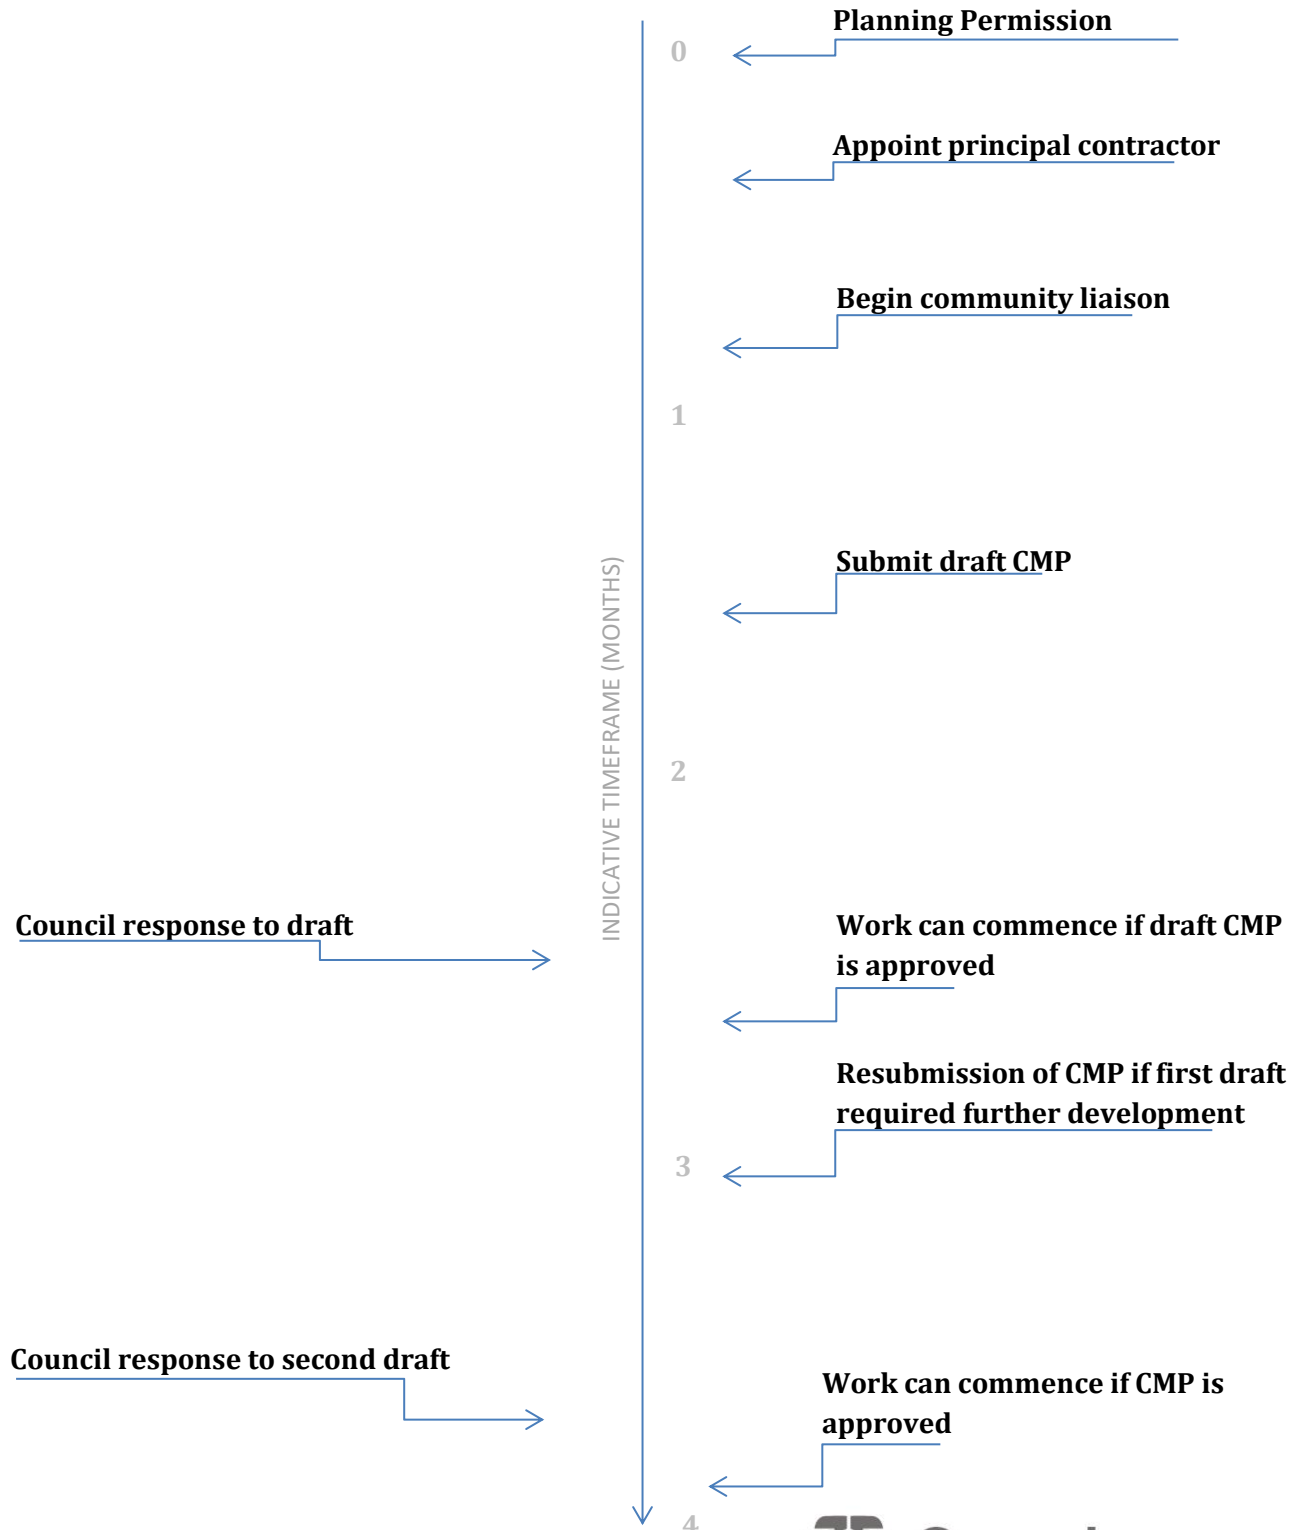 Planning Permission
0
Appoint principal contractor
Begin community liaison
1
Submit draft CMP
INDICATIVE TIMEFRAME (MONTHS)
2
Council response to draft
Work can commence if draft CMP
is approved
Resubmission of CMP if first draft
required further development
3
Council response to second draft
Work can commence if CMP is
approved
4